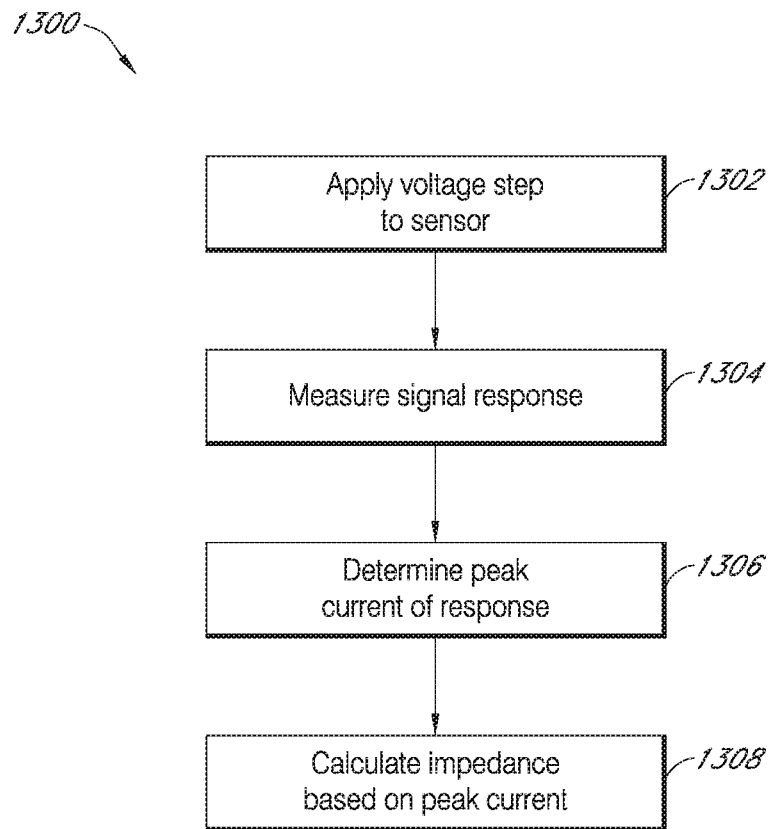 1300
Apply voltage step
to sensor
1302
Measure signal response
1304
Determine peak
current of response
1306
Calculate impedance
based on peak current
1308